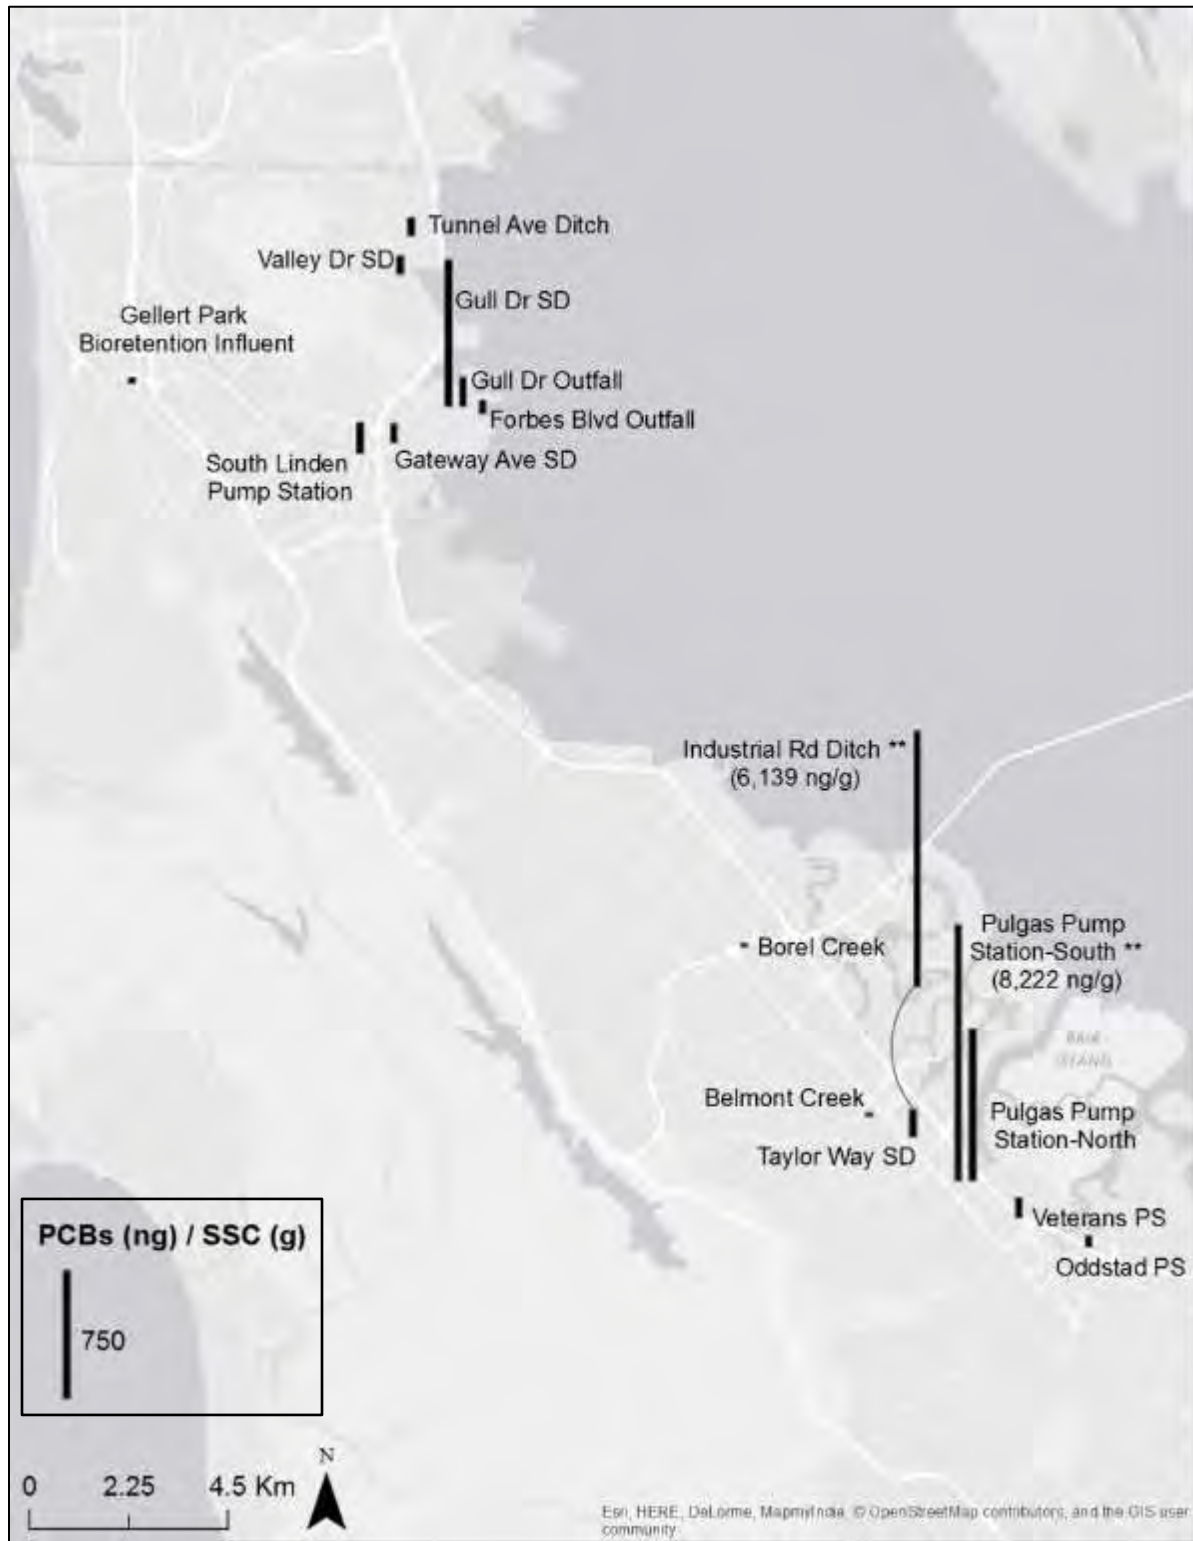 Tunnel Ave Ditch
Valley Dr SD
Gull Dr SD
Gellert Park
Bioretention Influent
Gull Dr Outfall
Forbes Blvd Outfall
South Linden
Pump Station
Gateway Ave SD
Industrial Rd Ditch **
(6,139 ng/g)
Pulgas Pump
Station-South **
(8,222 ng/g)
Borel Creek
Belmont Creek
Taylor Way SD
Pulgas Pump
Station-North
Veterans PS
Oddstad PS
PCBs (ng) / SSC (g)
750
N
0 2.25 4.5 Km
Esri, HERE, DeLorme, MapmyIndia, © OpenStreetMap contributors, and the GIS user
community